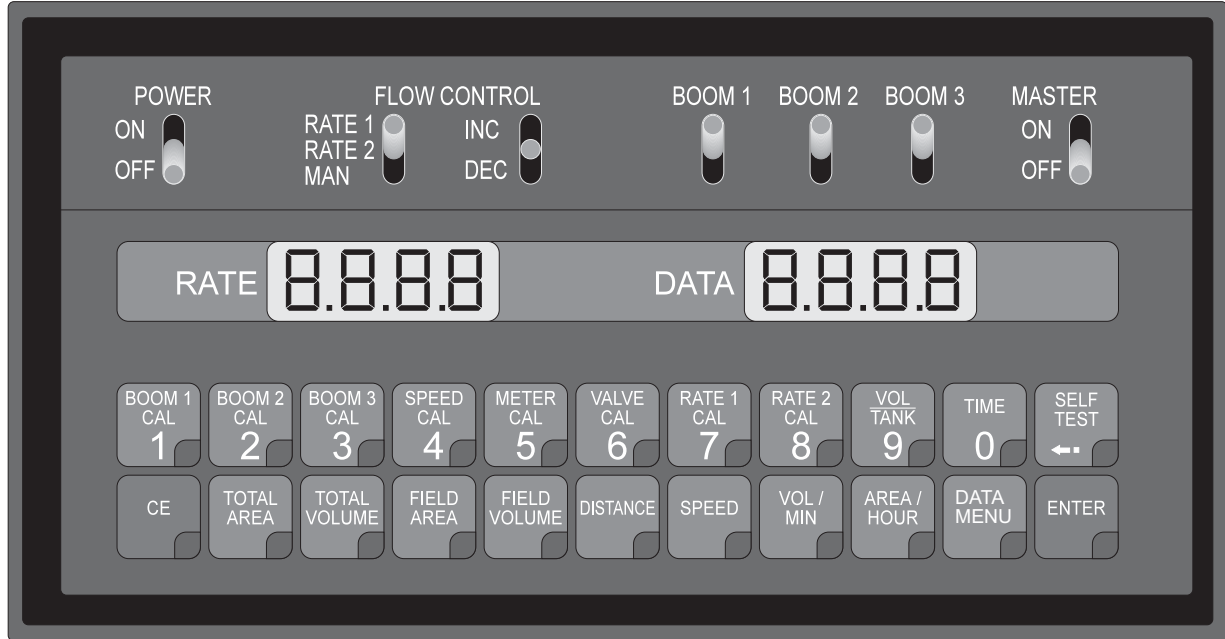 POWER
ON
OFF
FLOW CONTROL
RATE 1
RATE 2
MAN
INC
DEC
BOOM 1 BOOM 2 BOOM 3
MASTER
ON
OFF
RATE 8.8.8.8 DATA 8.8.8.8
BOOM 1
CAL
1
BOOM 2
CAL
2
BOOM 3
CAL
3
SPEED
CAL
4
METER
CAL
5
VALVE
CAL
6
RATE 1
CAL
7
RATE 2
CAL
8
VOL
TANK
9
TIME
0
SELF
TEST
CE
TOTAL
AREA
TOTAL
VOLUME
FIELD
AREA
FIELD
VOLUME
DISTANCE
SPEED
VOL /
MIN
AREA /
HOUR
DATA
MENU
ENTER